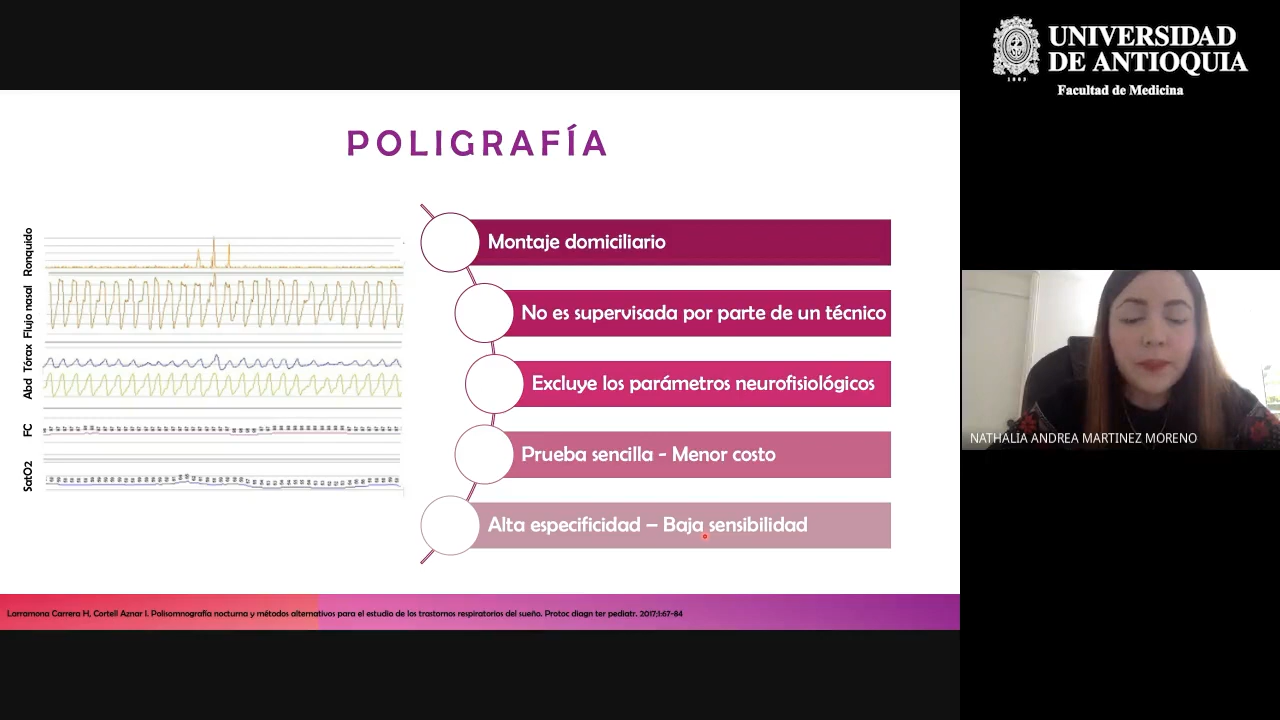 UNIVERSIDAD
DE ANTIOQUIA
1803
Facultad de Medicina
POLIGRAFÍA
Ronquido
Flujo nasal
Tórax
Abd
FC
SatO2
Montaje domiciliario
No es supervisada por parte de un técnico
Excluye los parámetros neurofisiológicos
Prueba sencilla - Menor costo
Alta especificidad – Baja sensibilidad
NATHALIA ANDREA MARTINEZ MORENO
Larramona Carrera H, Cortell Aznar I. Polisomnografía nocturna y métodos alternativos para el estudio de los trastornos respiratorios del sueño. Protoc diagn ter pediatr. 2017;1:67-84